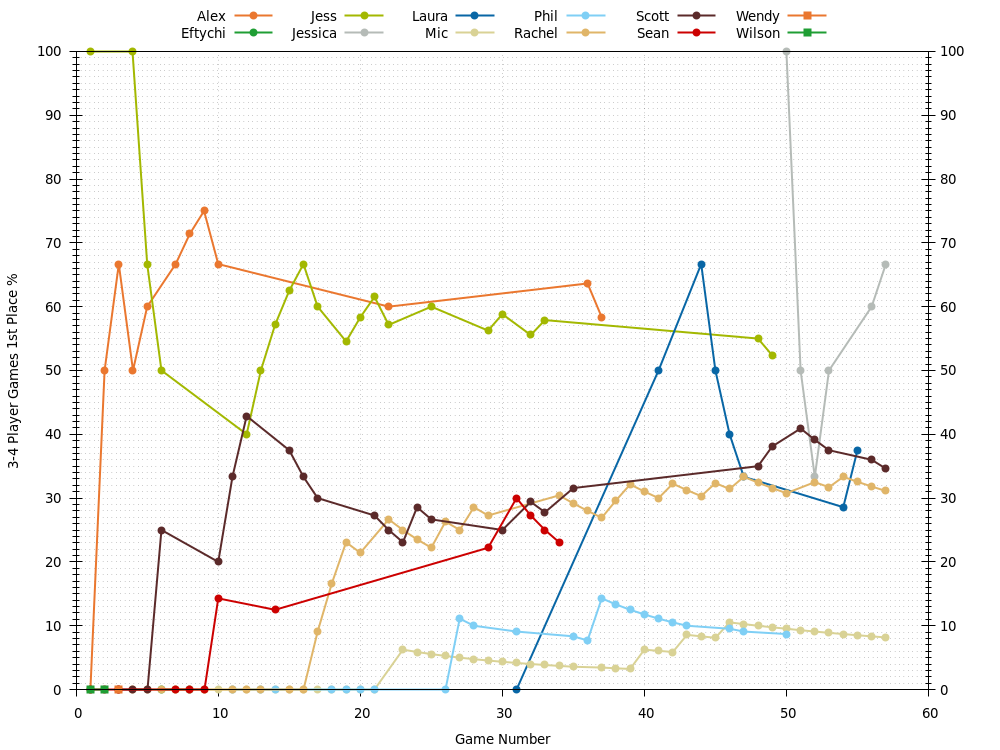 Alex Jess Laura Phil Scott Wendy
Eftychi Jessica Mic Rachel Sean Wilson
100 100
90 90
80 80
70 70
60 60
50 50
40 40
30 30
20 20
10 10
0 0
3-4 Player Games 1st Place %
0 10 20 30 40 50 60
Game Number